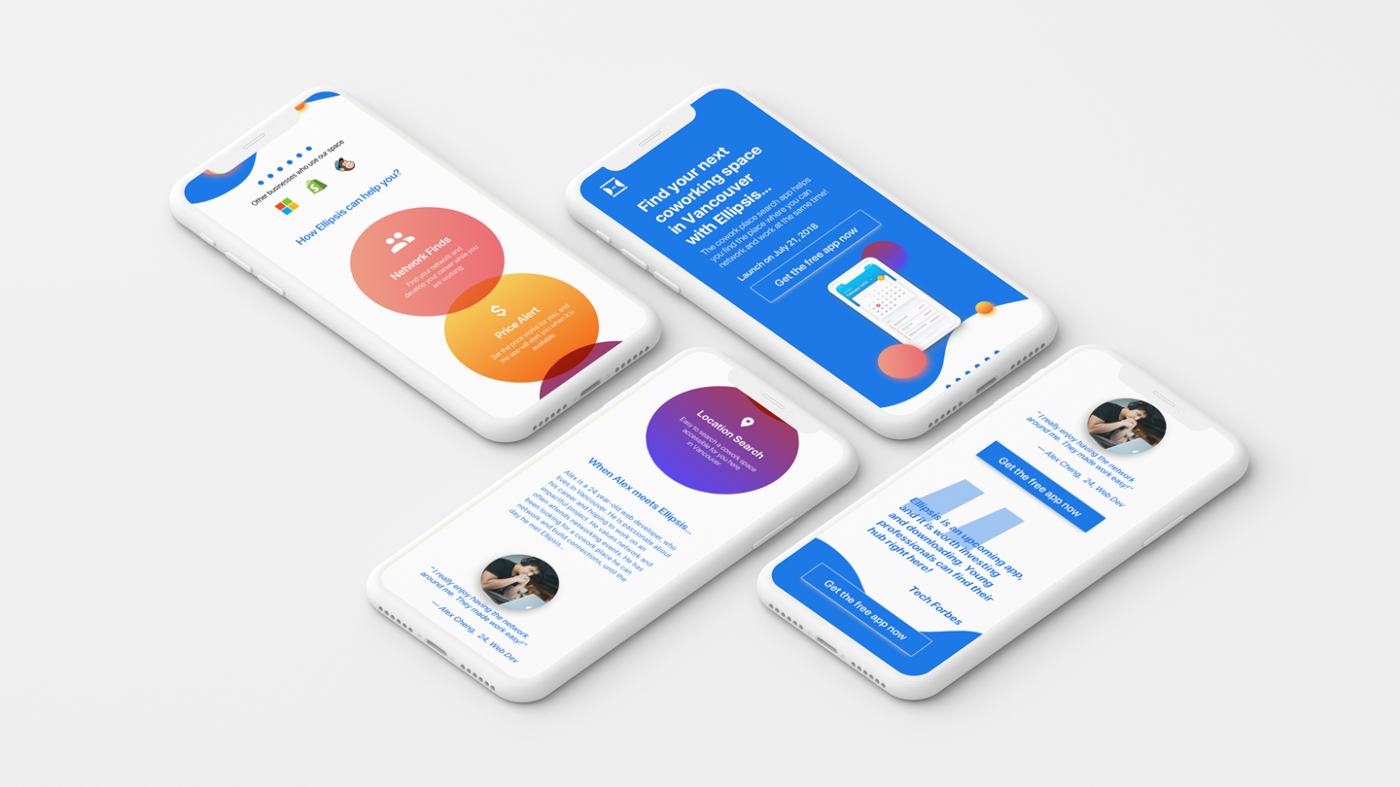 Other businesses who use our space
How Ellipsis can help you?
Network Finds
Find your network and
develop your career while you
are working.
Price Alert
Set the price works for you, and
the app will alert you when it is
available.
Find your next
coworking space
in Vancouver
with Ellipsis...
The cowork place search app helps
you find the place where you can
network and work at the same time!
Launch on July 21, 2018
Get the free app now
Location Search
Easy to search a cowork space
accessible for you here
in Vancouver.
When Alex meets Ellipsis...
Alex is a 24 year-old web developer, who
lives in Vancouver. He is passionate about
his career and hoping to work on an
impactful project. He values network and
often attends networking events. He has
been looking for a cowork place he can
network and build connections, until the
day he met Ellipsis...
"I really enjoy having the network
around me. They made work easy!"
— Alex Cheng, 24, Web Dev
"I really enjoy having the network
around me. They made work easy!"
— Alex Cheng, 24, Web Dev
Get the free app now
Ellipsis is an upcoming app,
and it is worth investing
and downloading. Young
professionals can find their
hub right here!
Tech Forbes
Get the free app now